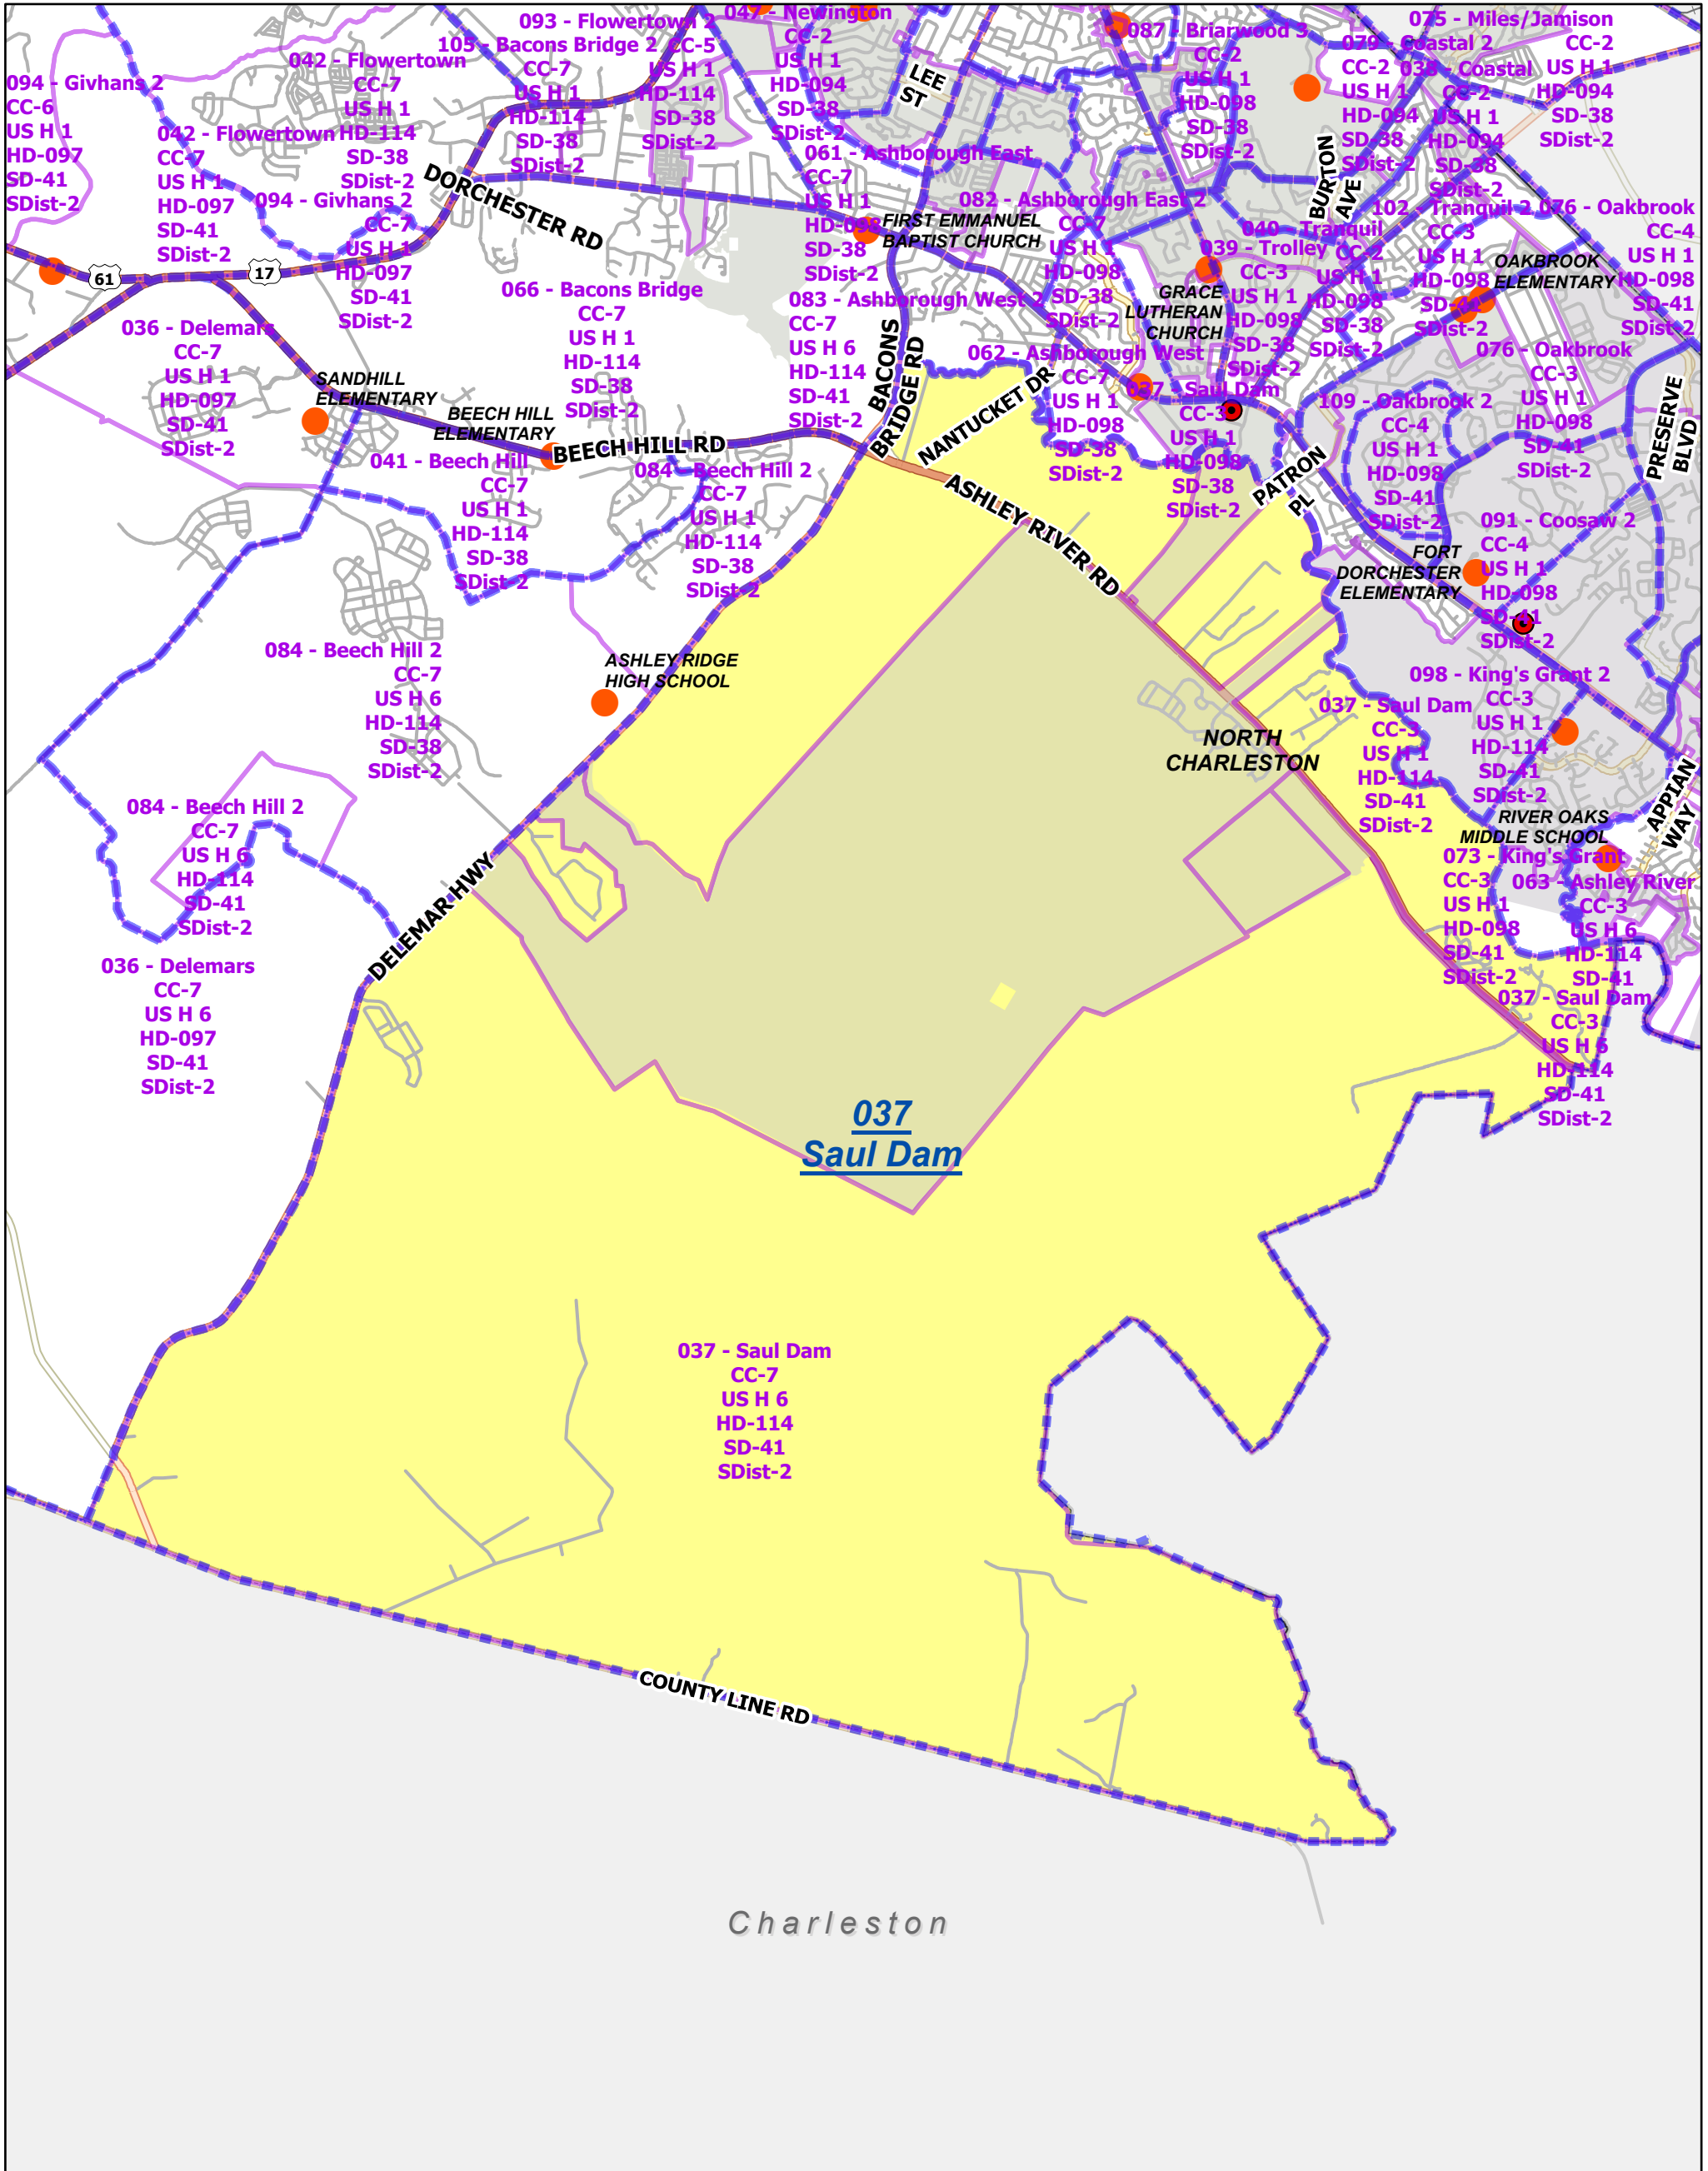 094 - Givhans 2
CC-6
US H 1
HD-097
SD-41
SDist-2
042 - Flowertown
CC-7
US H 1
HD-114
SD-38
SDist-2
042 - Flowertown
CC-7
US H 1
HD-097
SD-41
SDist-2
094 - Givhans 2
CC-7
US H 1
HD-097
SD-41
SDist-2
093 - Flowertown 2
CC-5
US H 1
HD-114
SD-38
SDist-2
105 - Bacons Bridge 2
CC-7
US H 1
HD-114
SD-38
SDist-2
047 - Newington
CC-2
US H 1
HD-094
SD-38
SDist-2
LEE
ST
087 - Briarwood 3
CC-2
US H 1
HD-098
SD-38
SDist-2
075 - Miles/Jamison
CC-2
US H 1
HD-094
SD-38
SDist-2
079 - Coastal 2
CC-2
US H 1
HD-094
SD-38
SDist-2
038 - Coastal
CC-2
US H 1
HD-094
SD-38
SDist-2
BURTON
AVE
DORCHESTER RD
61
17
061 - Ashborough East
CC-7
US H 1
HD-098
SD-38
SDist-2
FIRST EMMANUEL
BAPTIST CHURCH
082 - Ashborough East 2
CC-7
US H 1
HD-098
SD-38
SDist-2
040 - Tranquil
CC-2
US H 1
HD-098
SD-38
SDist-2
039 - Trolley
CC-3
US H 1
HD-098
SD-38
SDist-2
GRACE
LUTHERAN
CHURCH
102 - Tranquil 2
CC-3
US H 1
HD-098
SD-41
SDist-2
076 - Oakbrook
CC-4
US H 1
HD-098
SD-41
SDist-2
OAKBROOK
ELEMENTARY
036 - Delemars
CC-7
US H 1
HD-097
SD-41
SDist-2
SANDHILL
ELEMENTARY
066 - Bacons Bridge
CC-7
US H 1
HD-114
SD-38
SDist-2
083 - Ashborough West 2
CC-7
US H 6
HD-114
SD-41
SDist-2
BACONS
BRIDGE RD
062 - Ashborough West
CC-7
US H 1
HD-098
SD-38
SDist-2
NANTUCKET DR
037 - Saul Dam
CC-3
US H 1
HD-098
SD-38
SDist-2
076 - Oakbrook
CC-3
US H 1
HD-098
SD-41
SDist-2
109 - Oakbrook 2
CC-4
US H 1
HD-098
SD-41
SDist-2
PRESERVE
BLVD
BEECH HILL
ELEMENTARY
BEECH HILL RD
041 - Beech Hill
CC-7
US H 1
HD-114
SD-38
SDist-2
084 - Beech Hill 2
CC-7
US H 1
HD-114
SD-38
SDist-2
ASHLEY RIVER RD
PATRON
PL
091 - Coosaw 2
CC-4
US H 1
HD-098
SD-41
SDist-2
FORT
DORCHESTER
ELEMENTARY
084 - Beech Hill 2
CC-7
US H 6
HD-114
SD-38
SDist-2
ASHLEY RIDGE
HIGH SCHOOL
NORTH
CHARLESTON
037 - Saul Dam
CC-3
US H 1
HD-114
SD-41
SDist-2
098 - King's Grant 2
CC-3
US H 1
HD-114
SD-41
SDist-2
APPIAN
WAY
RIVER OAKS
MIDDLE SCHOOL
084 - Beech Hill 2
CC-7
US H 6
HD-114
SD-41
SDist-2
DELEMAR HWY
073 - King's Grant
CC-3
US H 1
HD-098
SD-41
SDist-2
063 - Ashley River
CC-3
US H 6
HD-114
SD-41
036 - Delemars
CC-7
US H 6
HD-097
SD-41
SDist-2
037 - Saul Dam
CC-3
US H 6
HD-114
SD-41
SDist-2
037
Saul Dam
037 - Saul Dam
CC-7
US H 6
HD-114
SD-41
SDist-2
COUNTY LINE RD
Charleston